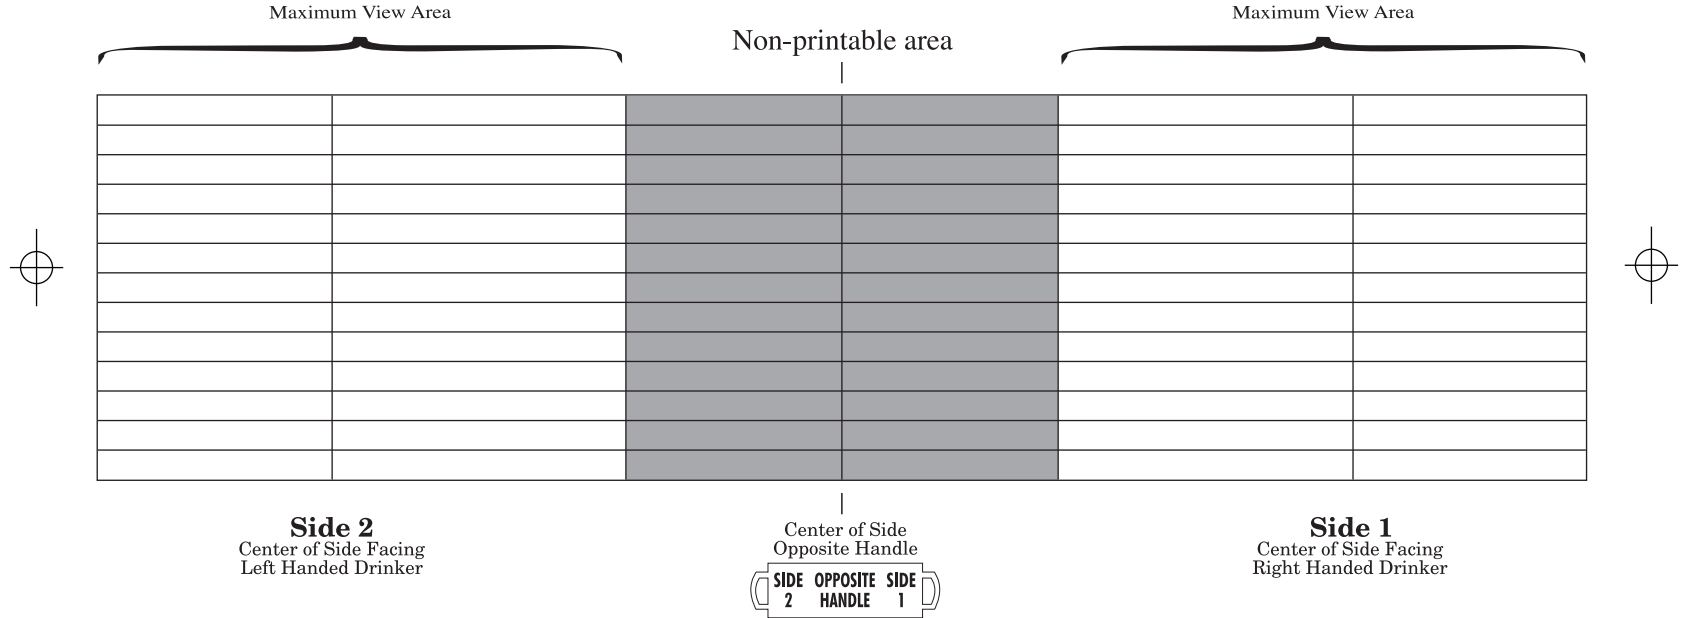 Maximum View Area
Maximum View Area
Non-printable area
Side 2
Center of Side Facing
Left Handed Drinker
Center of Side
Opposite Handle
SIDE OPPOSITE SIDE
2 HANDLE 1
Side 1
Center of Side Facing
Right Handed Drinker